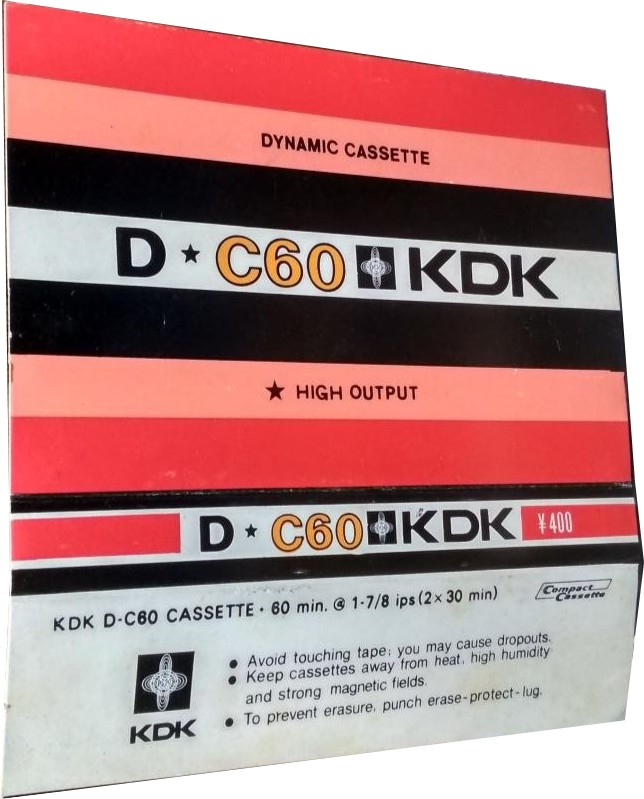 DYNAMIC CASSETTE
D ★ C60 KDK
★ HIGH OUTPUT
D ★ C60 KDK ¥400
KDK D-C60 CASSETTE • 60 min. @ 1-7/8 ips (2×30 min)
Compact Cassette
• Avoid touching tape; you may cause dropouts.
• Keep cassettes away from heat, high humidity
and strong magnetic fields.
• To prevent erasure, punch erase-protect-lug.
KDK